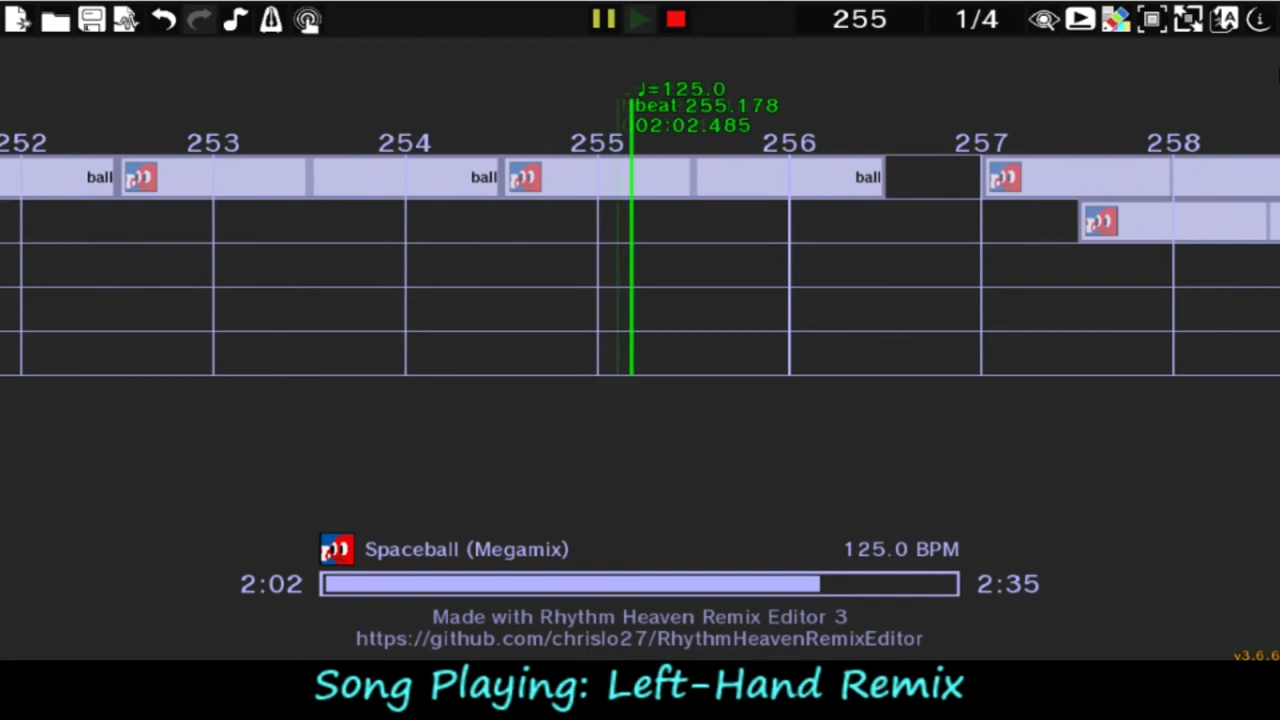 255 1/4
♩=125.0
beat 255.178
02:02.485
252 253 254 255 256 257 258
ball ball ball
Spaceball (Megamix) 125.0 BPM
2:02 2:35
Made with Rhythm Heaven Remix Editor 3
https://github.com/chrislo27/RhythmHeavenRemixEditor
v3.6.6
Song Playing: Left-Hand Remix